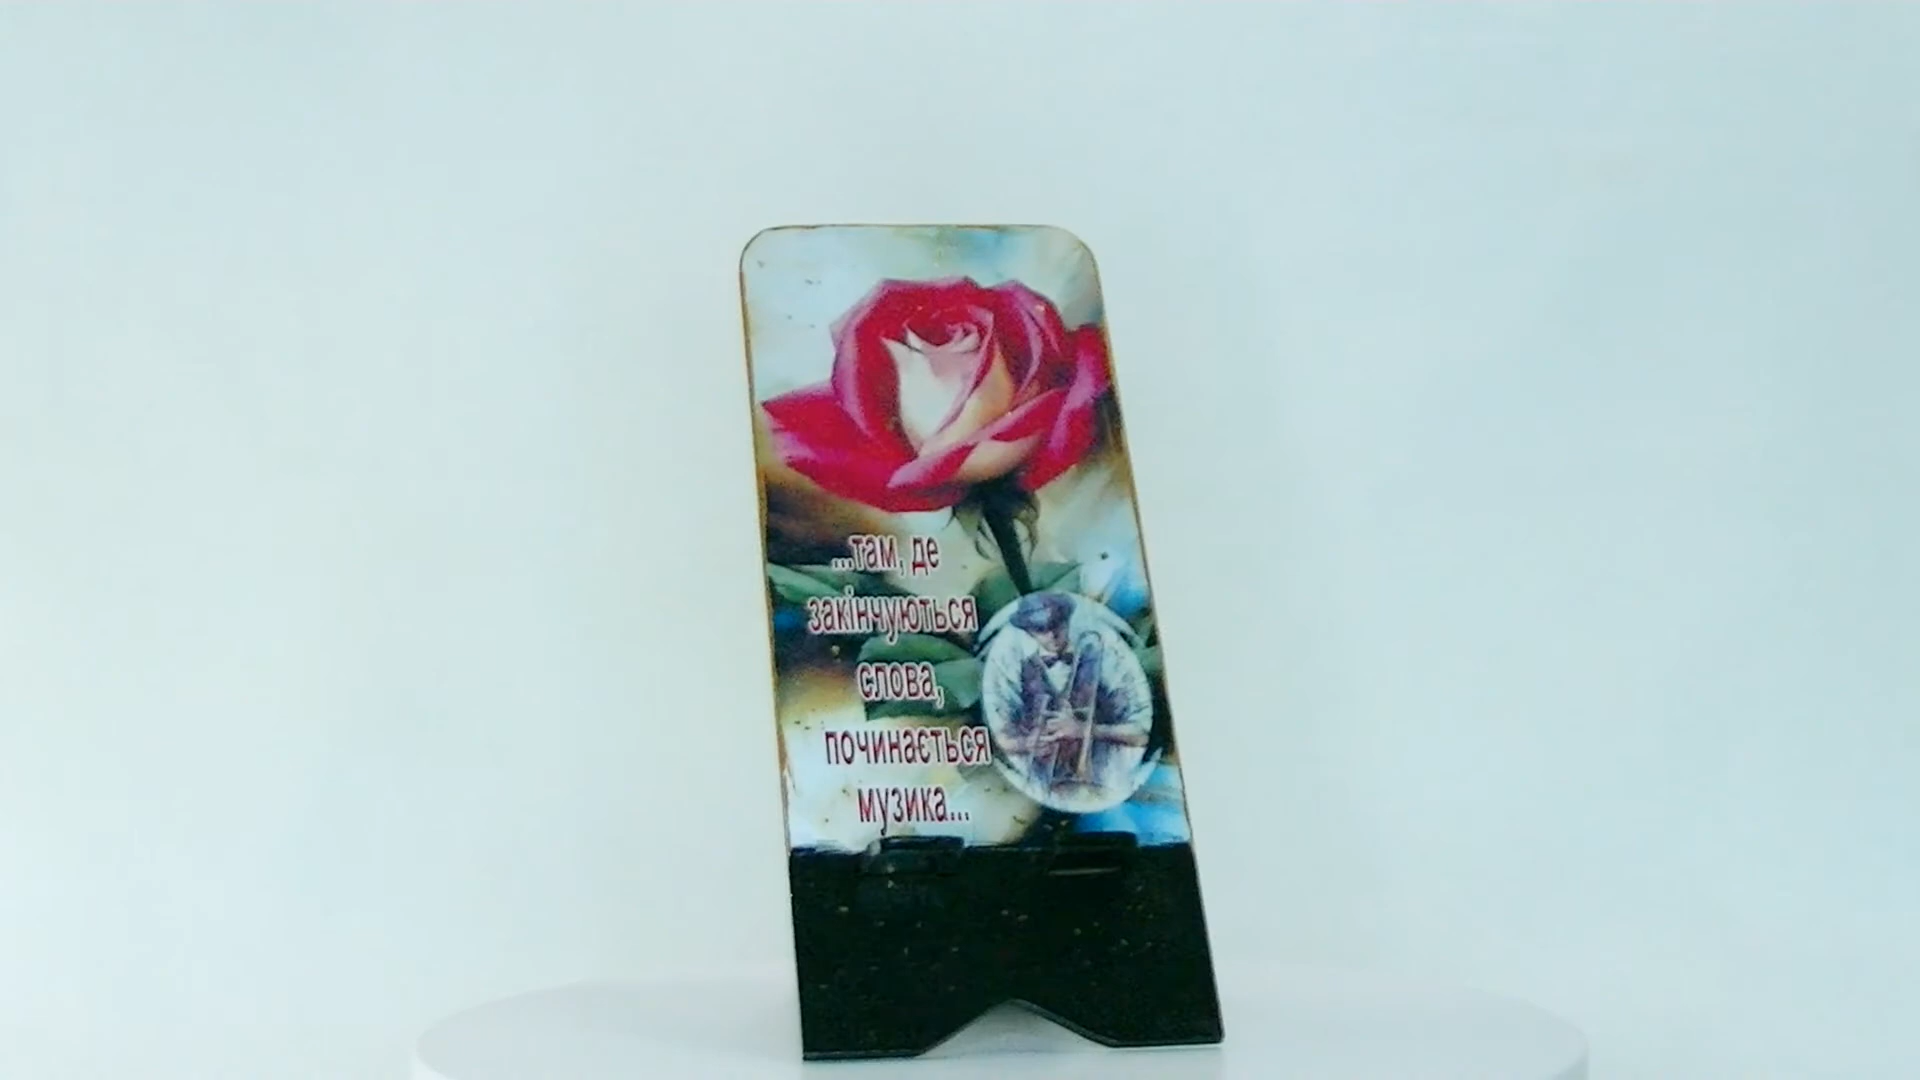 ...там, де
закінчуються
слова,
починається
музика...